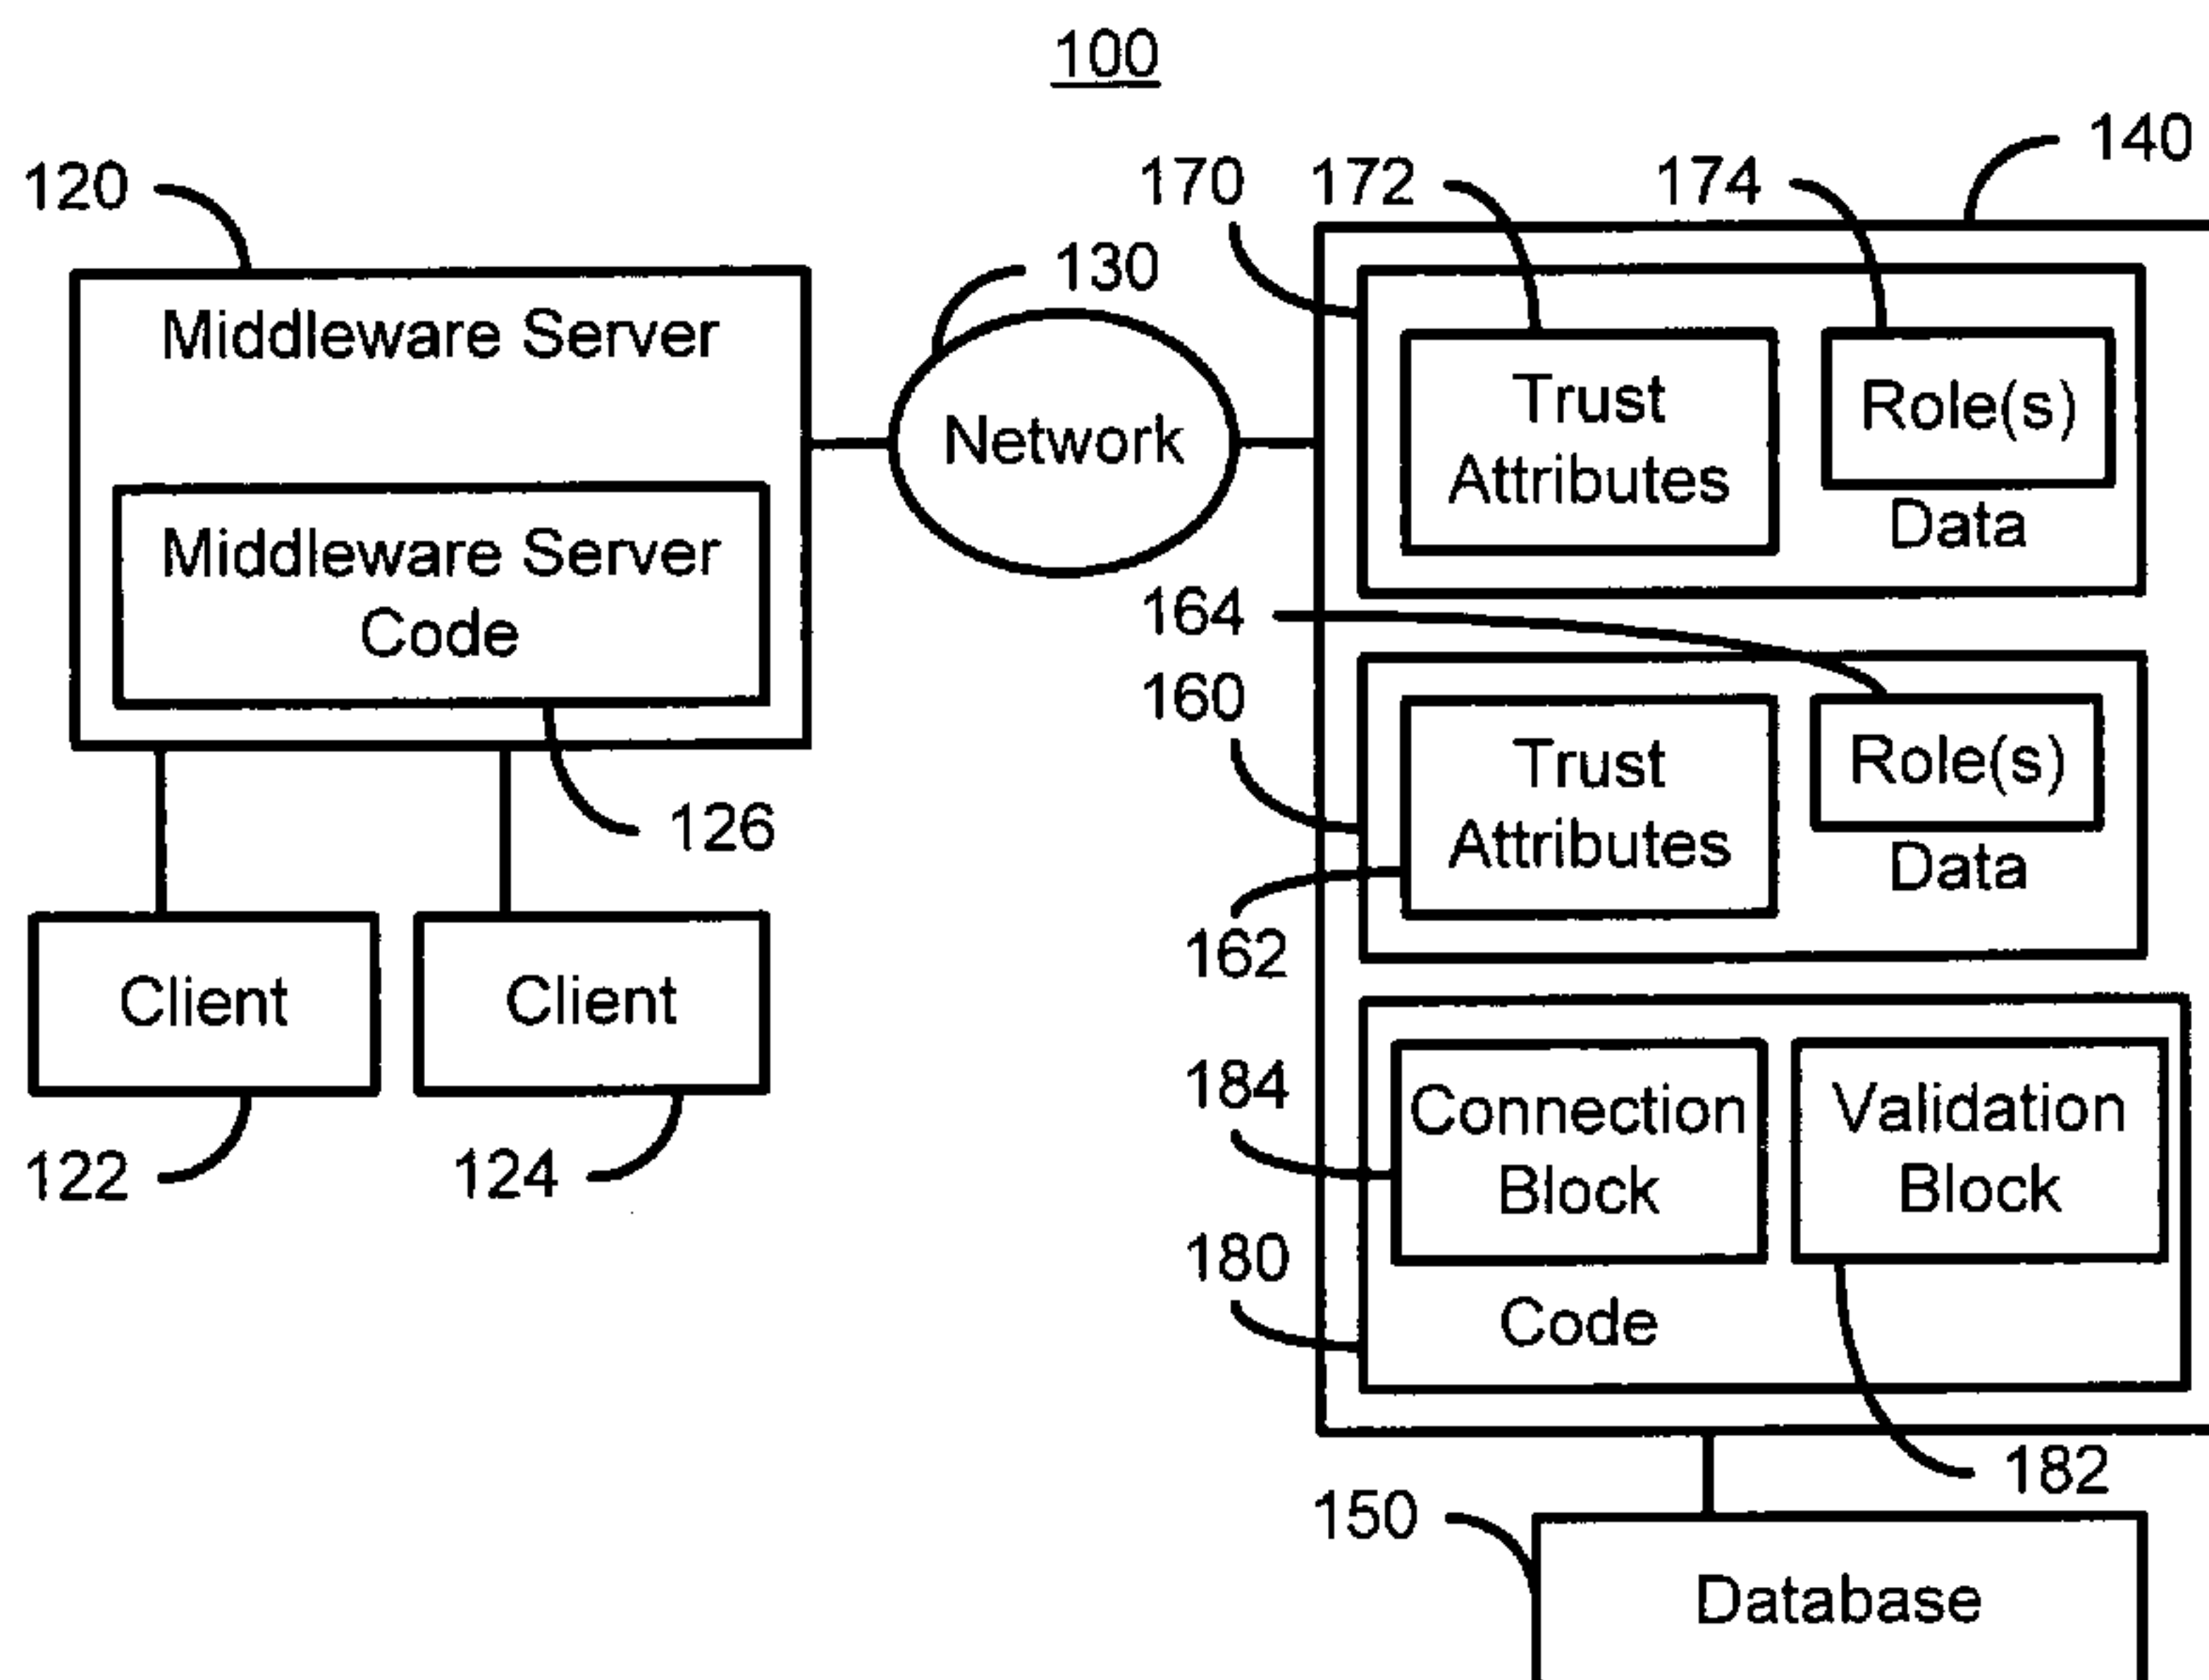 100
140
120
170
172
174
130
Middleware Server
Network
Trust
Attributes
Role(s)
Data
Middleware Server
Code
164
160
Trust
Attributes
Role(s)
Data
126
162
Client
Client
184
Connection
Block
Validation
Block
122
124
180
Code
182
150
Database